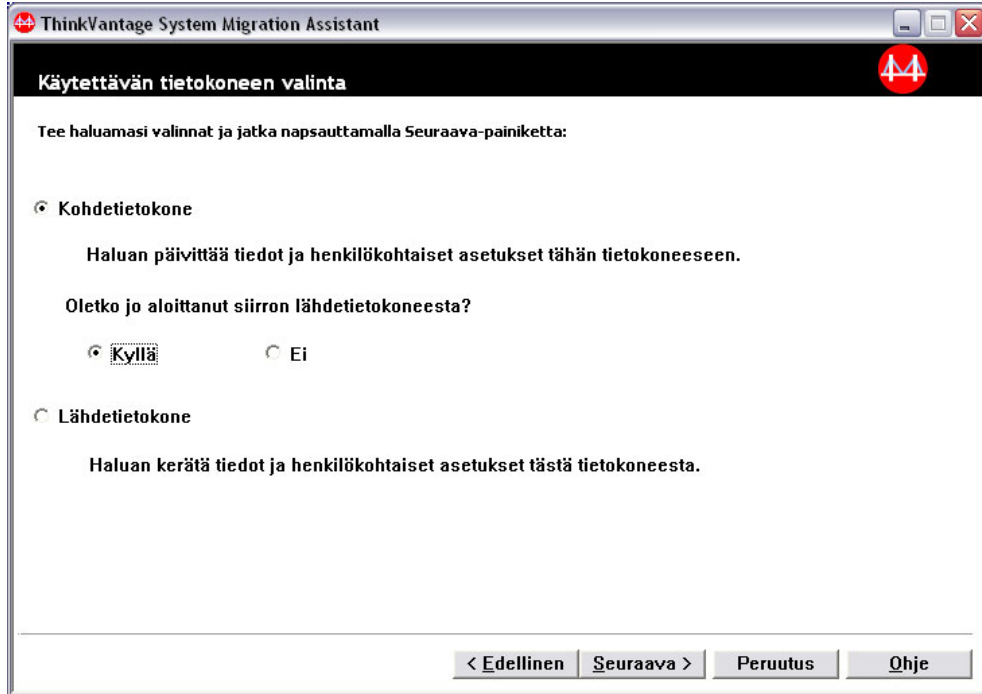 ThinkVantage System Migration Assistant
Käytettävän tietokoneen valinta
Tee haluamasi valinnat ja jatka napsauttamalla Seuraava-painiketta:
Kohdetietokone
Haluan päivittää tiedot ja henkilökohtaiset asetukset tähän tietokoneeseen.
Oletko jo aloittanut siirron lähdetietokoneesta?
Kyllä Ei
Lähdetietokone
Haluan kerätä tiedot ja henkilökohtaiset asetukset tästä tietokoneesta.
< Edellinen Seuraava > Peruutus Ohje